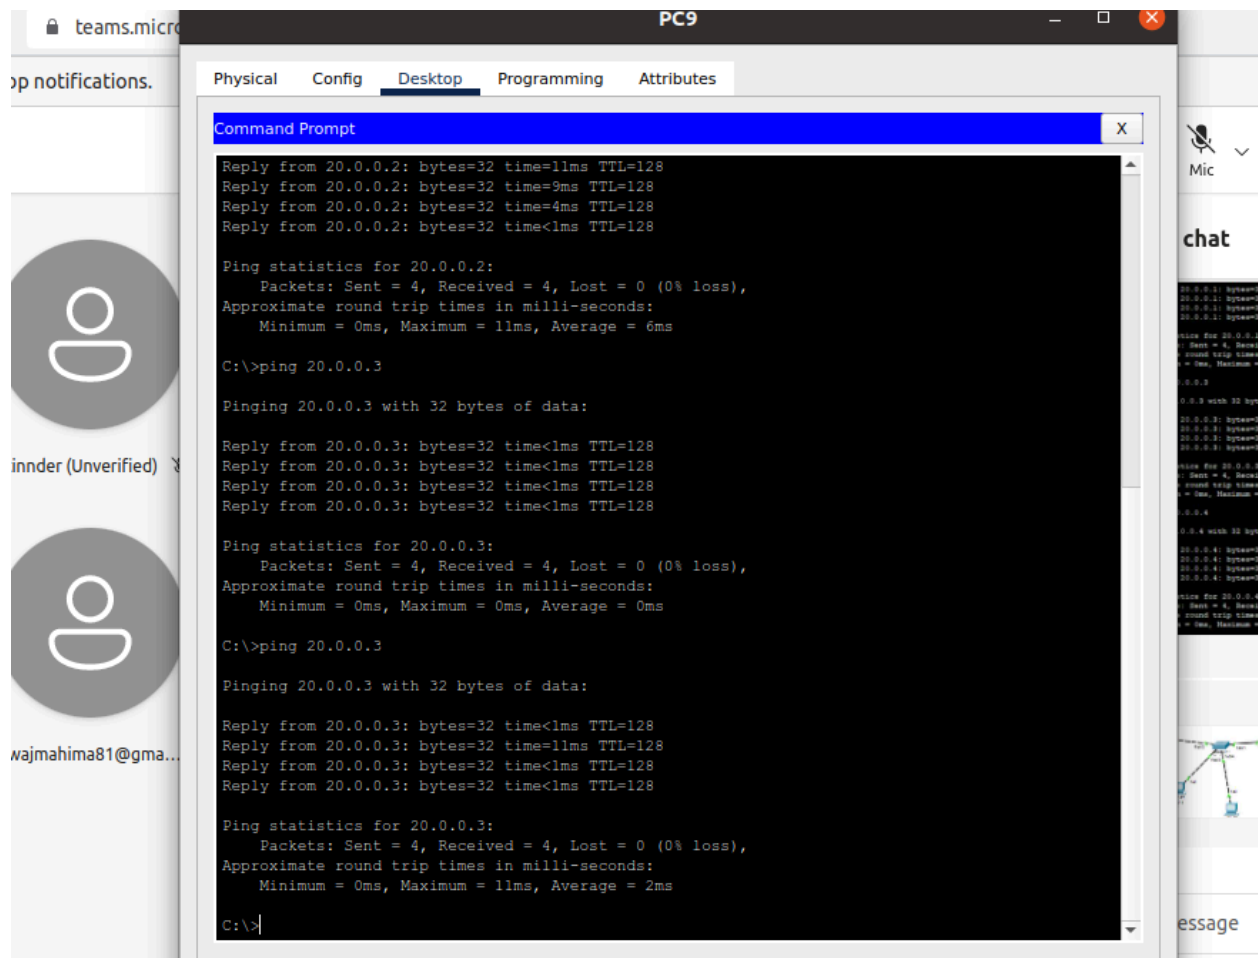 PC9
teams.micro
op notifications.
Physical Config Desktop Programming Attributes
Command Prompt
X
Reply from 20.0.0.2: bytes=32 time=11ms TTL=128
Reply from 20.0.0.2: bytes=32 time=9ms TTL=128
Reply from 20.0.0.2: bytes=32 time=4ms TTL=128
Reply from 20.0.0.2: bytes=32 time<1ms TTL=128
Ping statistics for 20.0.0.2:
Packets: Sent = 4, Received = 4, Lost = 0 (0% loss),
Approximate round trip times in milli-seconds:
Minimum = 0ms, Maximum = 11ms, Average = 6ms
C:\>ping 20.0.0.3
Pinging 20.0.0.3 with 32 bytes of data:
Reply from 20.0.0.3: bytes=32 time<1ms TTL=128
Reply from 20.0.0.3: bytes=32 time<1ms TTL=128
Reply from 20.0.0.3: bytes=32 time<1ms TTL=128
Reply from 20.0.0.3: bytes=32 time<1ms TTL=128
Ping statistics for 20.0.0.3:
Packets: Sent = 4, Received = 4, Lost = 0 (0% loss),
Approximate round trip times in milli-seconds:
Minimum = 0ms, Maximum = 0ms, Average = 0ms
C:\>ping 20.0.0.3
Pinging 20.0.0.3 with 32 bytes of data:
Reply from 20.0.0.3: bytes=32 time<1ms TTL=128
Reply from 20.0.0.3: bytes=32 time=11ms TTL=128
Reply from 20.0.0.3: bytes=32 time<1ms TTL=128
Reply from 20.0.0.3: bytes=32 time<1ms TTL=128
Ping statistics for 20.0.0.3:
Packets: Sent = 4, Received = 4, Lost = 0 (0% loss),
Approximate round trip times in milli-seconds:
Minimum = 0ms, Maximum = 11ms, Average = 2ms
C:\>
innder (Unverified)
wajmahima81@gma...
Mic
chat
essage